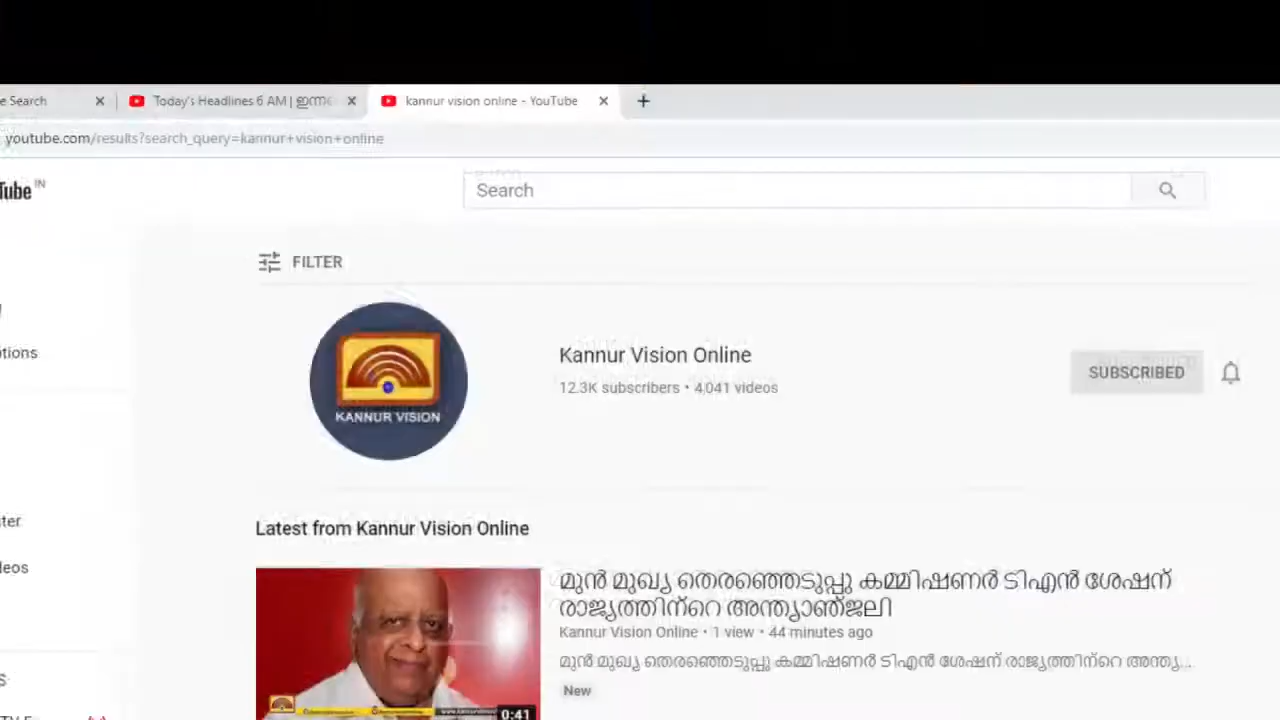 e Search
Today's Headlines 6 AM | ഇന്ന
kannur vision online - YouTube
youtube.com/results?search_query=kannur+vision+online
Tube IN
Search
FILTER
KANNUR VISION
Kannur Vision Online
12.3K subscribers • 4,041 videos
SUBSCRIBED
tions
ter
leos
S
Latest from Kannur Vision Online
മുൻ മുഖ്യ തെരഞ്ഞെടുപ്പു കമ്മിഷണർ ടിഎൻ ശേഷന്
രാജ്യത്തിന്റെ അന്ത്യാഞ്ജലി
Kannur Vision Online • 1 view • 44 minutes ago
മുൻ മുഖ്യ തെരഞ്ഞെടുപ്പു കമ്മിഷണർ ടിഎൻ ശേഷന് രാജ്യത്തിന്റെ അന്ത്യ...
New
0:41